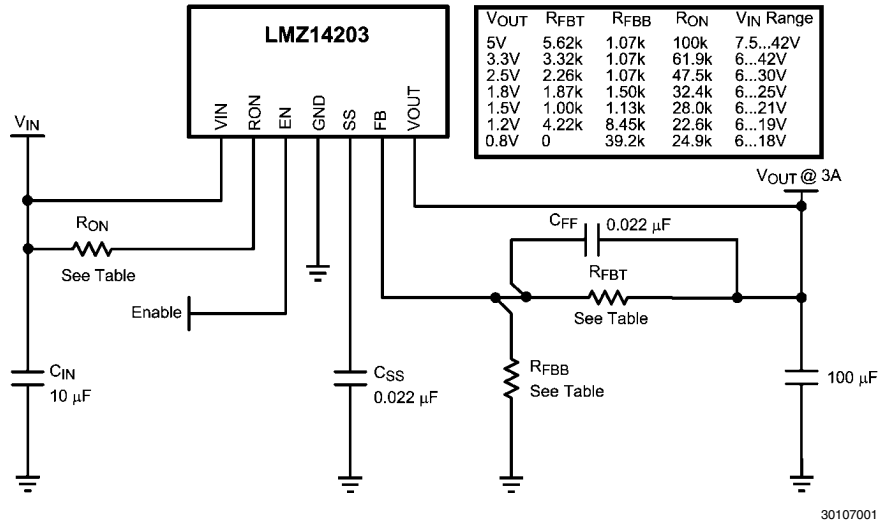 LMZ14203
VIN
RON
EN
GND
SS
FB
VOUT
VOUT RFBT RFBB RON VIN Range
5V 5.62k 1.07k 100k 7.5...42V
3.3V 3.32k 1.07k 61.9k 6...42V
2.5V 2.26k 1.07k 47.5k 6...30V
1.8V 1.87k 1.50k 32.4k 6...25V
1.5V 1.00k 1.13k 28.0k 6...21V
1.2V 4.22k 8.45k 22.6k 6...19V
0.8V 0 39.2k 24.9k 6...18V
VIN
VOUT @ 3A
RON
See Table
CFF 0.022 μF
RFBT
See Table
Enable
CIN
10 μF
CSS
0.022 μF
RFBB
See Table
100 μF
30107001